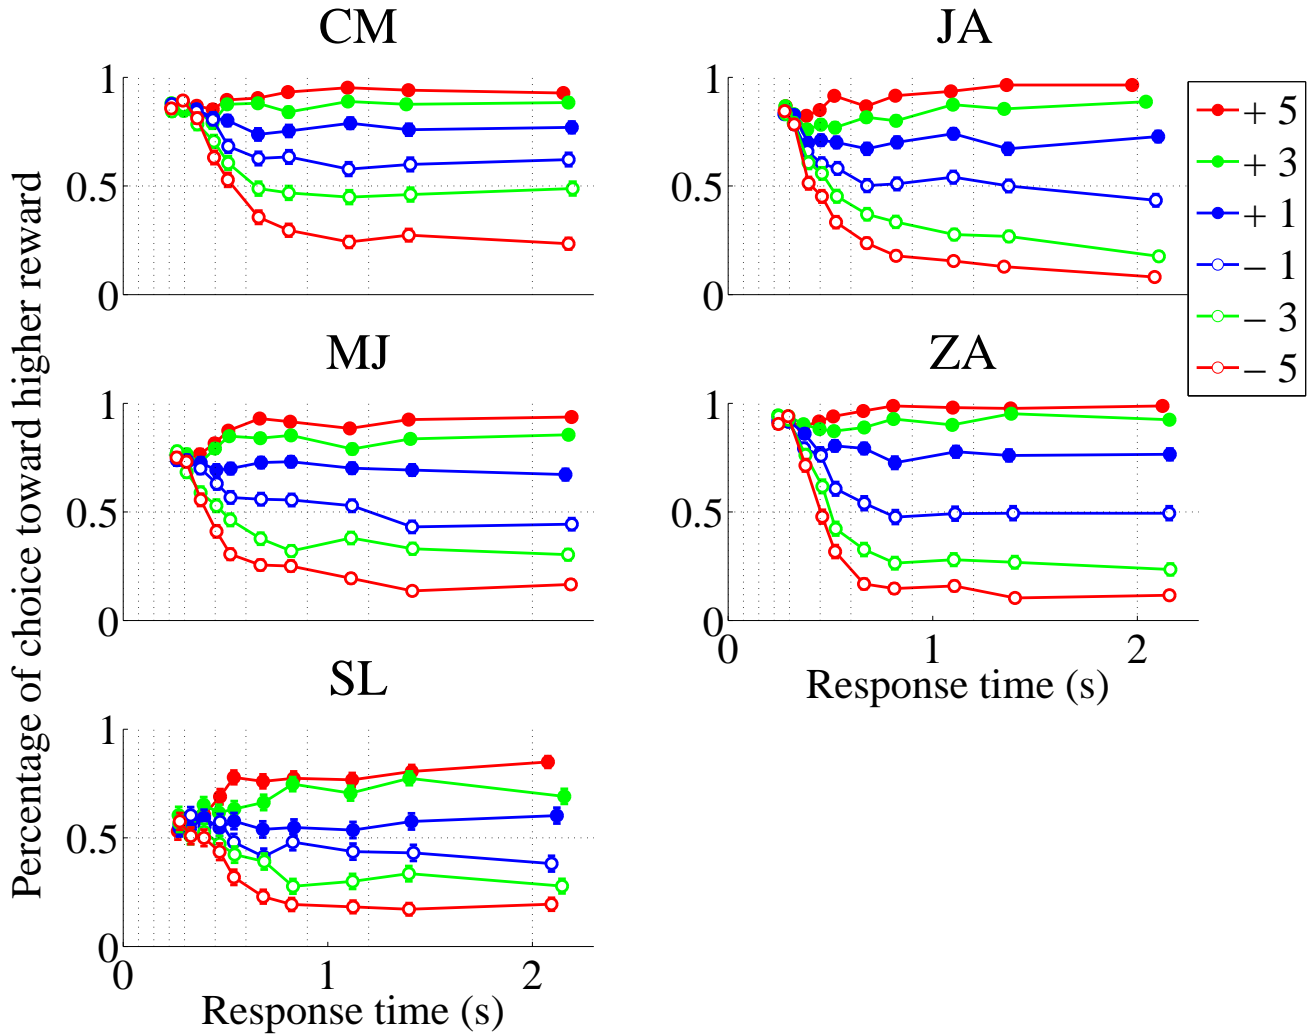 CM
JA
1
0.5
0
1
0.5
0
+ 5
+ 3
+ 1
− 1
− 3
− 5
Percentage of choice toward higher reward
MJ
ZA
1
0.5
0
1
0.5
0
0 1 2
Response time (s)
SL
1
0.5
0
0 1 2
Response time (s)